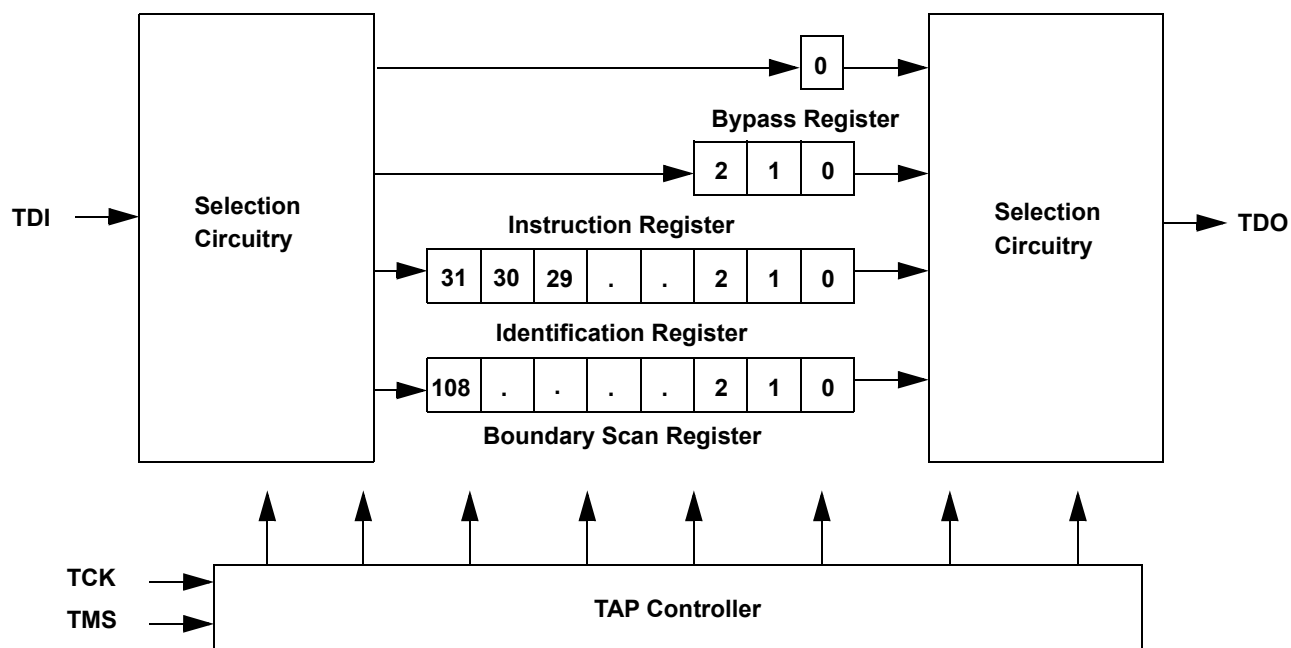 0
Bypass Register
2 1 0
Selection
Circuitry
TDI
Selection
Circuitry
TDO
Instruction Register
31 30 29 . . 2 1 0
Identification Register
108 . . . . 2 1 0
Boundary Scan Register
TCK
TMS
TAP Controller